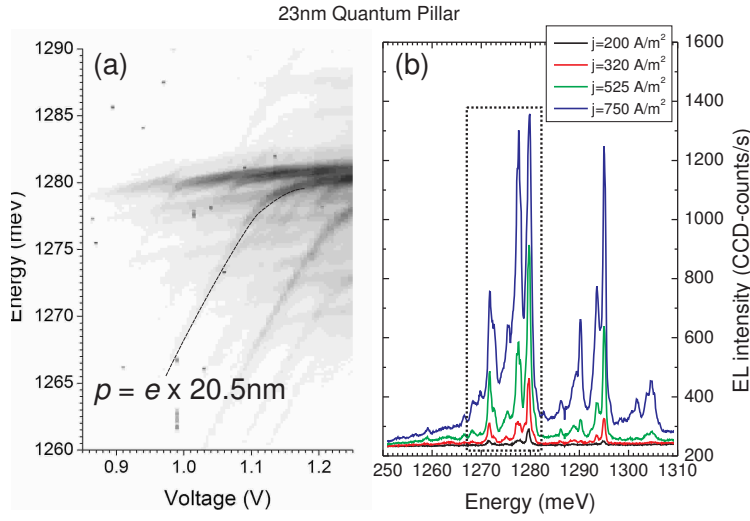 23nm Quantum Pillar
(a)
1290
1285
1280
1275
1270
1265
1260
Energy (meV)
p = e x 20.5nm
0.9 1.0 1.1 1.2
Voltage (V)
(b)
j=200 A/m²
j=320 A/m²
j=525 A/m²
j=750 A/m²
1600
1400
1200
1000
800
600
400
200
EL intensity (CCD-counts/s)
250 1260 1270 1280 1290 1300 1310
Energy (meV)